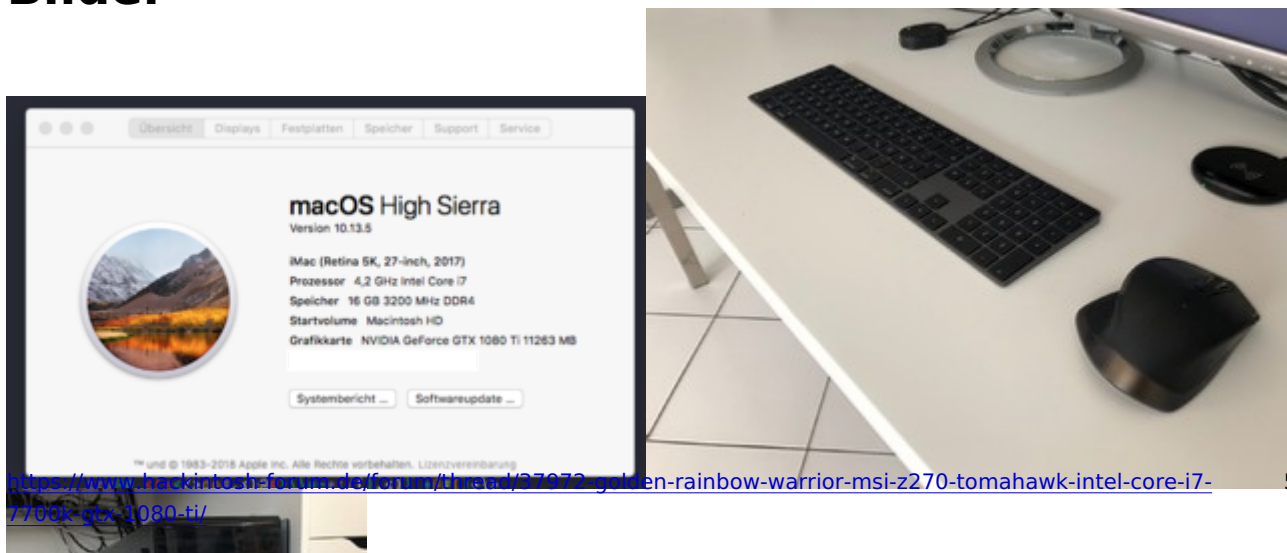 Bilder
Übersicht Displays Festplatten Speicher Support Service
macOS High Sierra
Version 10.13.5
iMac (Retina 5K, 27-inch, 2017)
Prozessor 4,2 GHz Intel Core i7
Speicher 16 GB 3200 MHz DDR4
Startvolume Macintosh HD
Grafikkarte NVIDIA GeForce GTX 1080 Ti 11263 MB
Systembericht ... Softwareupdate ...
™ und © 1983-2018 Apple Inc. Alle Rechte vorbehalten. Lizenzvereinbarung
https://www.hackintosh-forum.de/forum/thread/37972-golden-rainbow-warrior-msi-z270-tomahawk-intel-core-i7-
7700k-gtx-1080-ti/